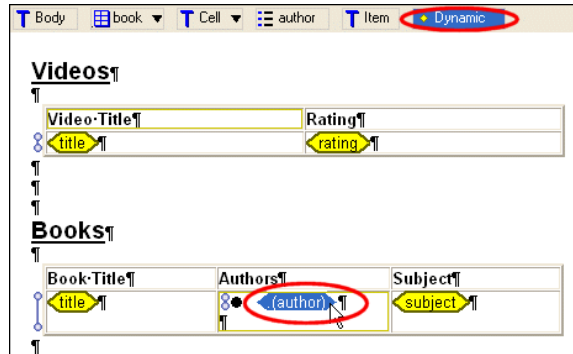 Body book Cell author Item Dynamic
Videos¶
¶
Video·Title¶ Rating¶
title¶ rating¶
¶
¶
¶
Books¶
¶
Book·Title¶ Authors¶ Subject¶
title¶ .(author)¶ subject¶
¶
¶